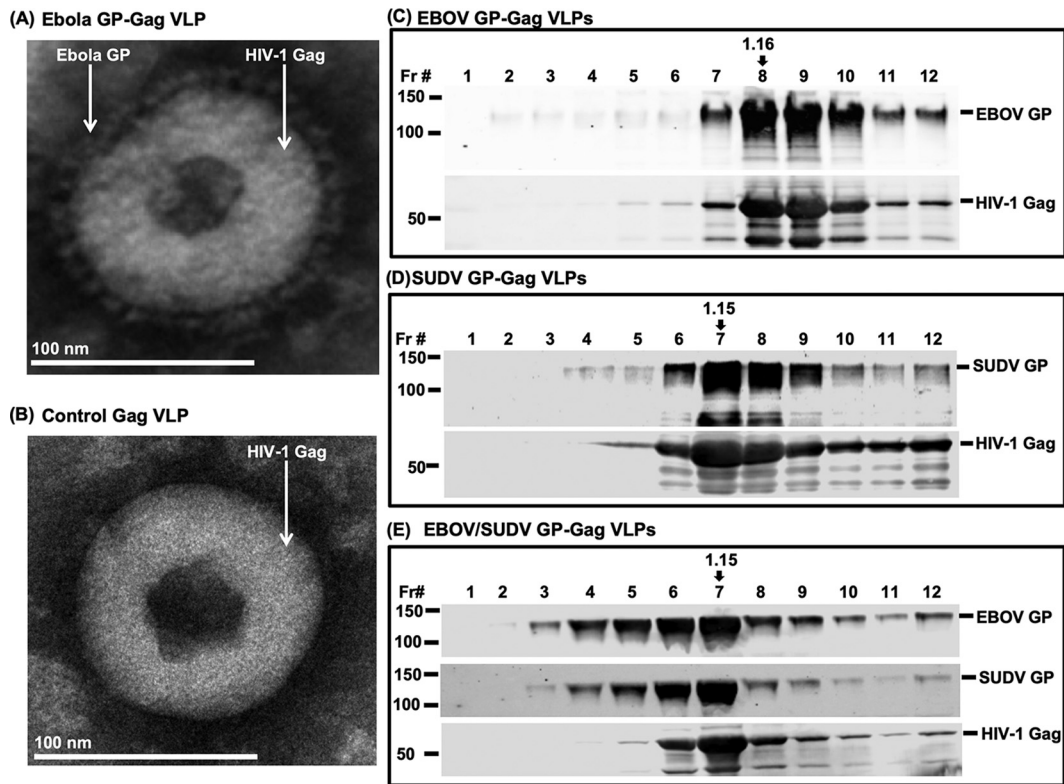 (A) Ebola GP-Gag VLP
Ebola GP
HIV-1 Gag
100 nm
(B) Control Gag VLP
HIV-1 Gag
100 nm
(C) EBOV GP-Gag VLPs
1.16
Fr # 1 2 3 4 5 6 7 8 9 10 11 12
150
100
EBOV GP
50
HIV-1 Gag
(D) SUDV GP-Gag VLPs
1.15
Fr # 1 2 3 4 5 6 7 8 9 10 11 12
150
100
SUDV GP
50
HIV-1 Gag
(E) EBOV/SUDV GP-Gag VLPs
1.15
Fr# 1 2 3 4 5 6 7 8 9 10 11 12
150
100
EBOV GP
150
100
SUDV GP
50
HIV-1 Gag